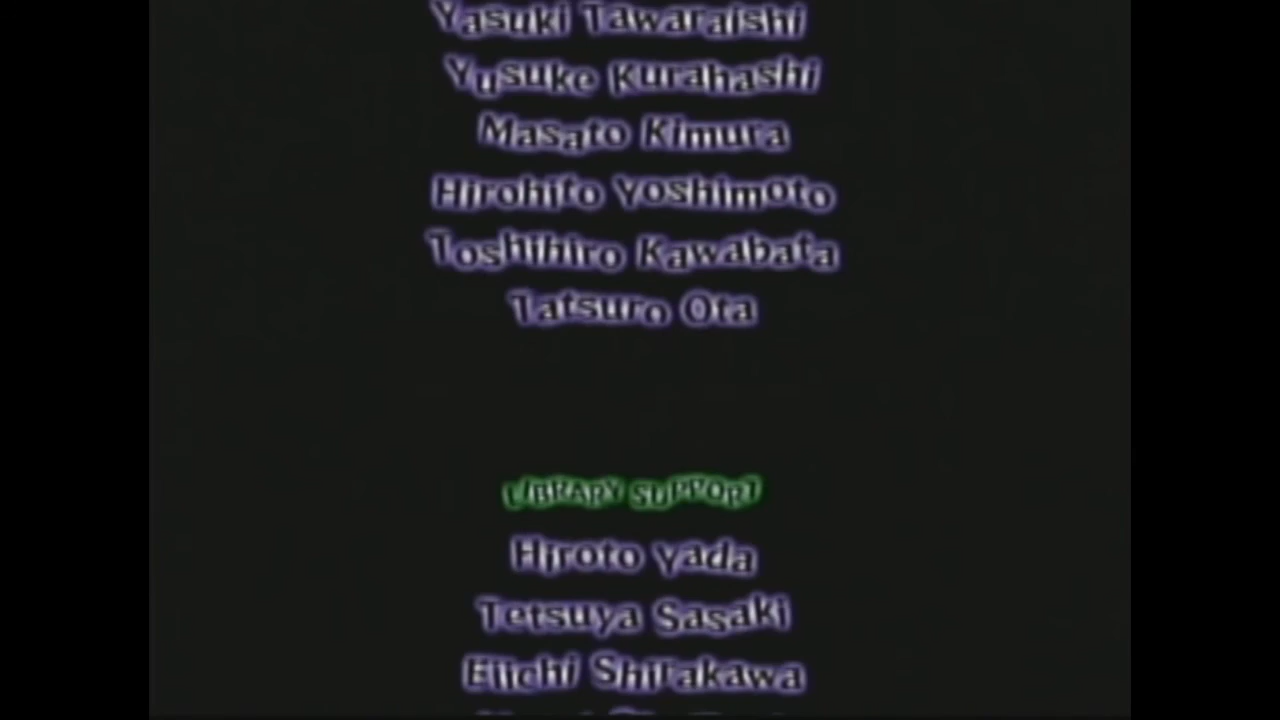 Yasuki Tawaraishi
Yusuke Kurahashi
Masato Kimura
Hirohito Yoshimoto
Toshihiro Kawabata
Tatsuro Ota
LIBRARY SUPPORT
Hiroto Yada
Tetsuya Sasaki
Eiichi Shirakawa